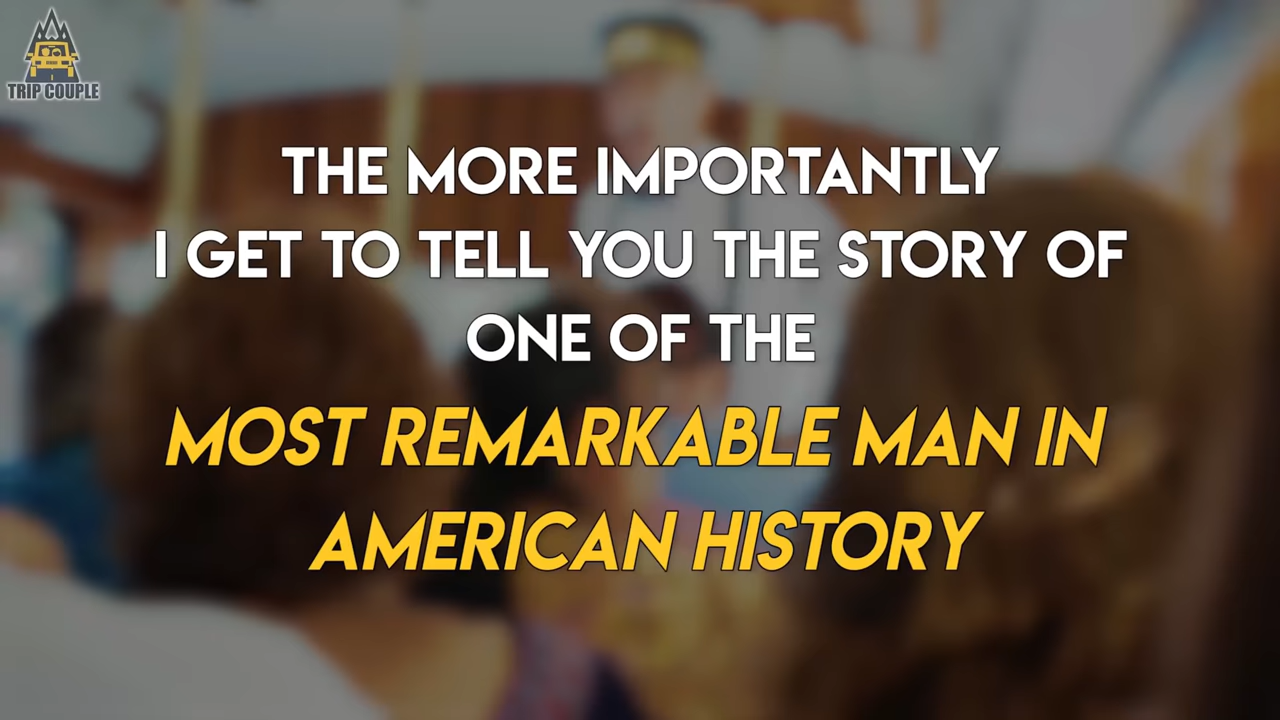 TRIP COUPLE
THE MORE IMPORTANTLY
I GET TO TELL YOU THE STORY OF
ONE OF THE
MOST REMARKABLE MAN IN
AMERICAN HISTORY